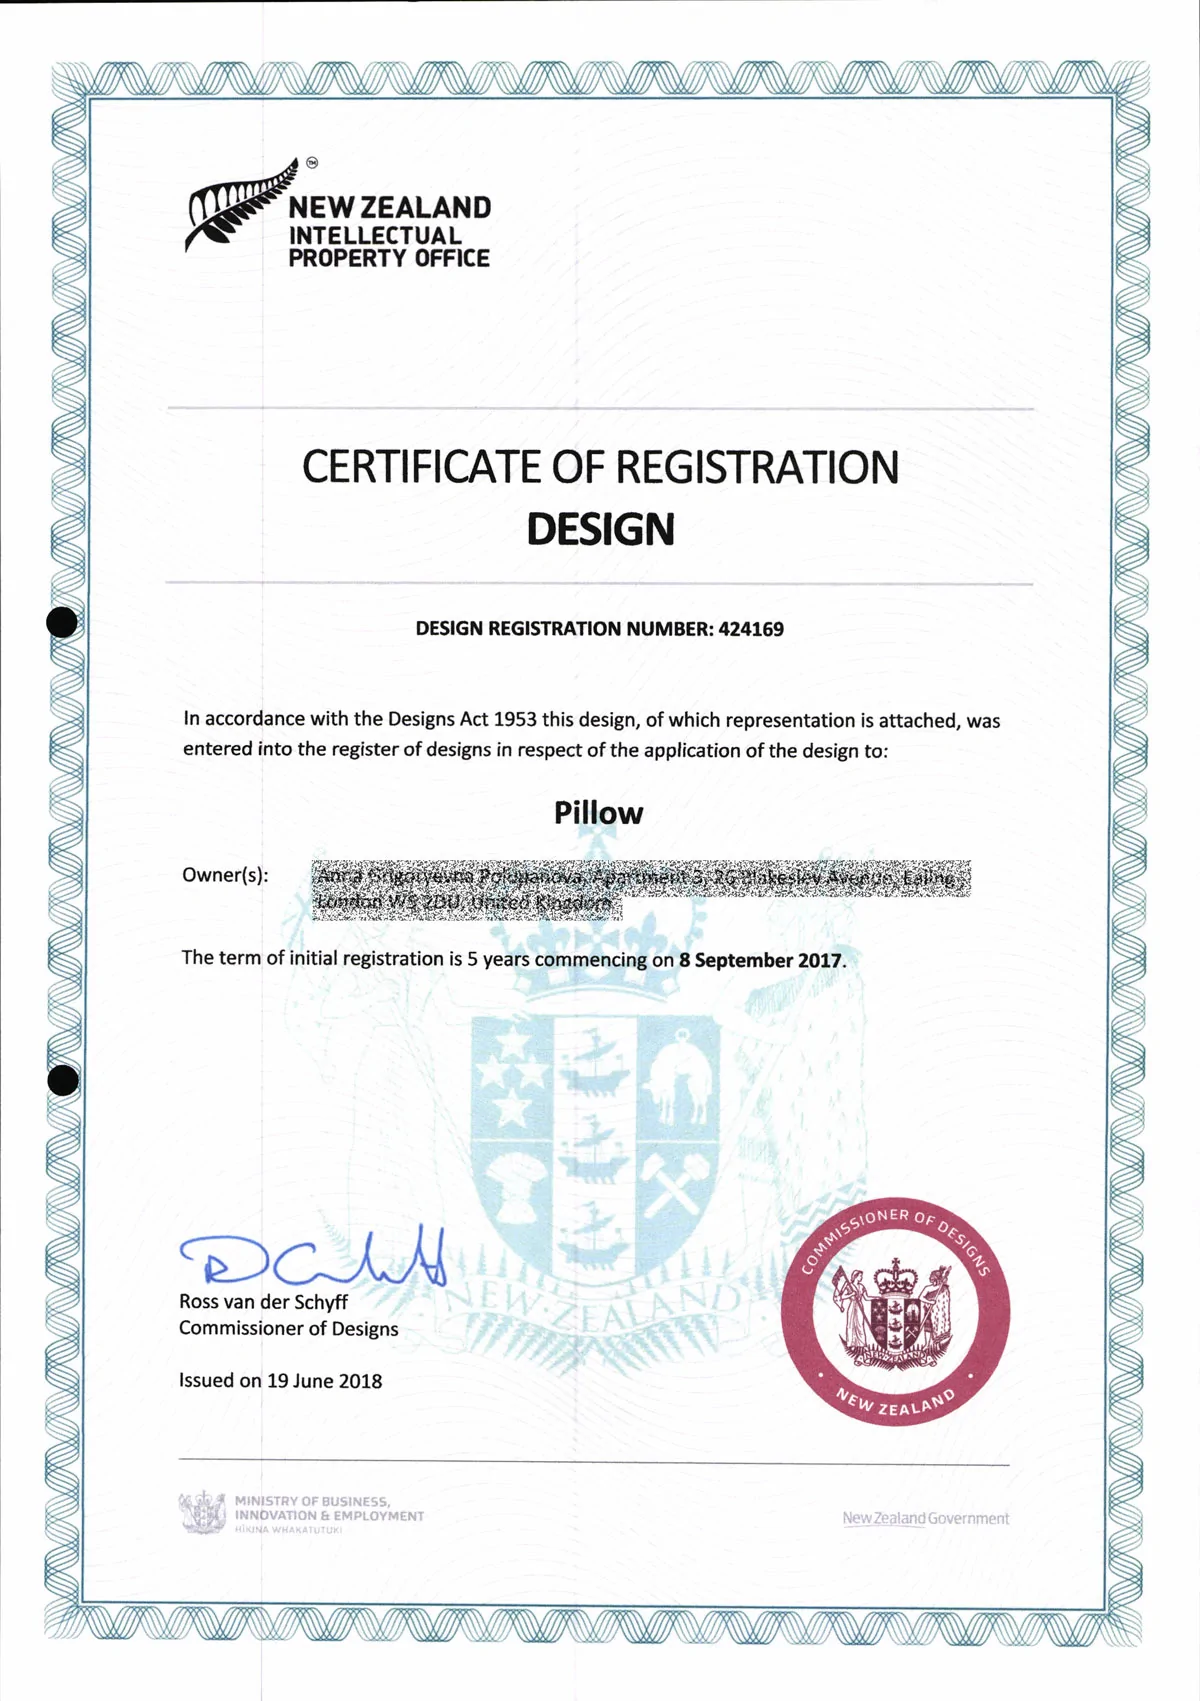 TM
NEW ZEALAND
INTELLECTUAL
PROPERTY OFFICE
CERTIFICATE OF REGISTRATION
DESIGN
DESIGN REGISTRATION NUMBER: 424169
In accordance with the Designs Act 1953 this design, of which representation is attached, was
entered into the register of designs in respect of the application of the design to:
Pillow
Owner(s):
The term of initial registration is 5 years commencing on 8 September 2017.
NEW ZEALAND
Ross van der Schyff
Commissioner of Designs
Issued on 19 June 2018
COMMISSIONER OF DESIGNS
NEW ZEALAND
NEW ZEALAND
MINISTRY OF BUSINESS,
INNOVATION & EMPLOYMENT
HĪKINA WHAKATUTUKI
New Zealand Government